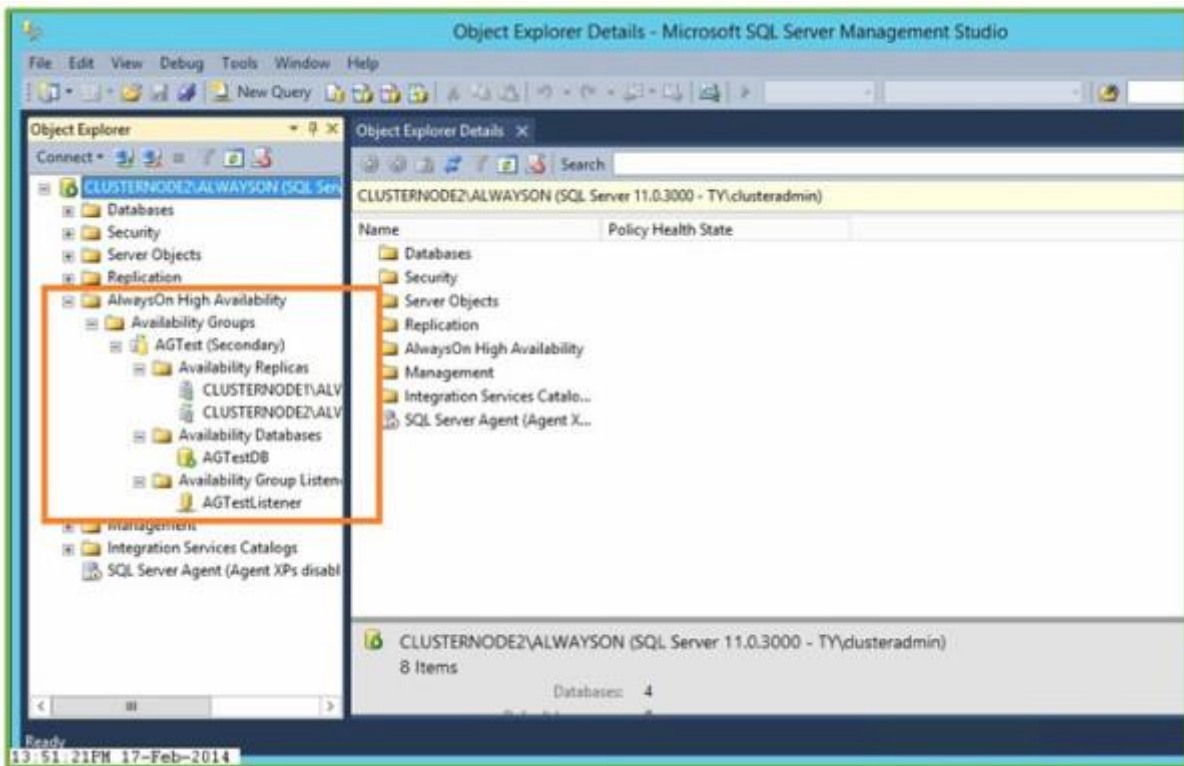 Object Explorer Details - Microsoft SQL Server Management Studio
File Edit View Debug Tools Window Help
New Query
Object Explorer
Connect
CLUSTERNODE2\ALWAYSON (SQL Ser
Databases
Security
Server Objects
Replication
AlwaysOn High Availability
Availability Groups
AGTest (Secondary)
Availability Replicas
CLUSTERNODE1\ALV
CLUSTERNODE2\ALV
Availability Databases
AGTestDB
Availability Group Listen
AGTestListener
Management
Integration Services Catalogs
SQL Server Agent (Agent XPs disabl
Object Explorer Details
Search
CLUSTERNODE2\ALWAYSON (SQL Server 11.0.3000 - TY\clusteradmin)
Name Policy Health State
Databases
Security
Server Objects
Replication
AlwaysOn High Availability
Management
Integration Services Catalo...
SQL Server Agent (Agent X...
CLUSTERNODE2\ALWAYSON (SQL Server 11.0.3000 - TY\clusteradmin)
8 Items
Databases: 4
Ready
13:51:21PM 17-Feb-2014